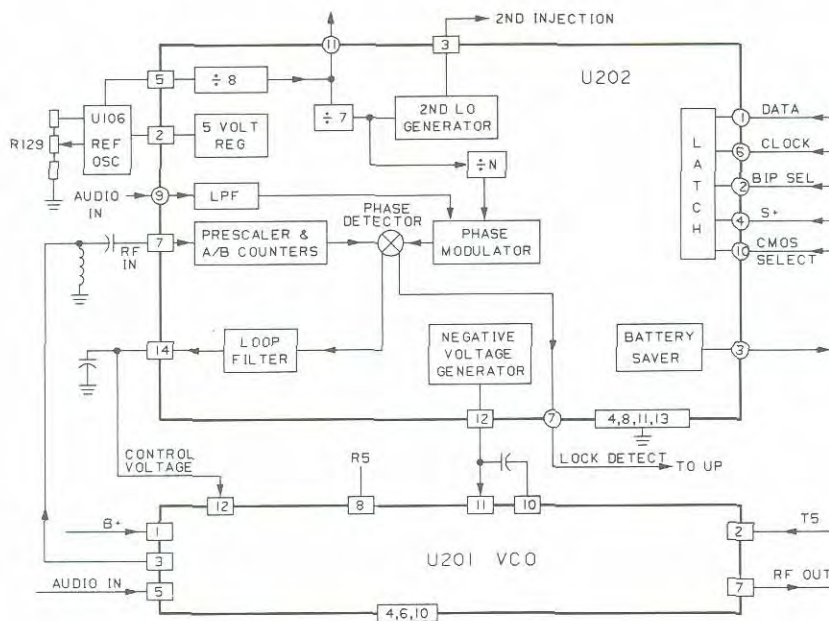 2ND INJECTION
11
3
U202
5
÷ 8
U106
REF
OSC
R129
2
5 VOLT
REG
÷ 7
2ND LO
GENERATOR
÷N
L
A
T
C
H
1
DATA
6
CLOCK
2
BIP SEL
4
S+
10
CMOS
SELECT
AUDIO
IN
9
LPF
PHASE
DETECTOR
RF
IN
7
PRESCALER &
A/B COUNTERS
PHASE
MODULATOR
14
LOOP
FILTER
NEGATIVE
VOLTAGE
GENERATOR
BATTERY
SAVER
3
12
7
4,8,11,13
CONTROL
VOLTAGE
R5
LOCK DETECT
TO UP
12
8
11
10
B+
1
3
AUDIO IN
5
U201 VCO
2
T5
7
RF OUT
4,6,10